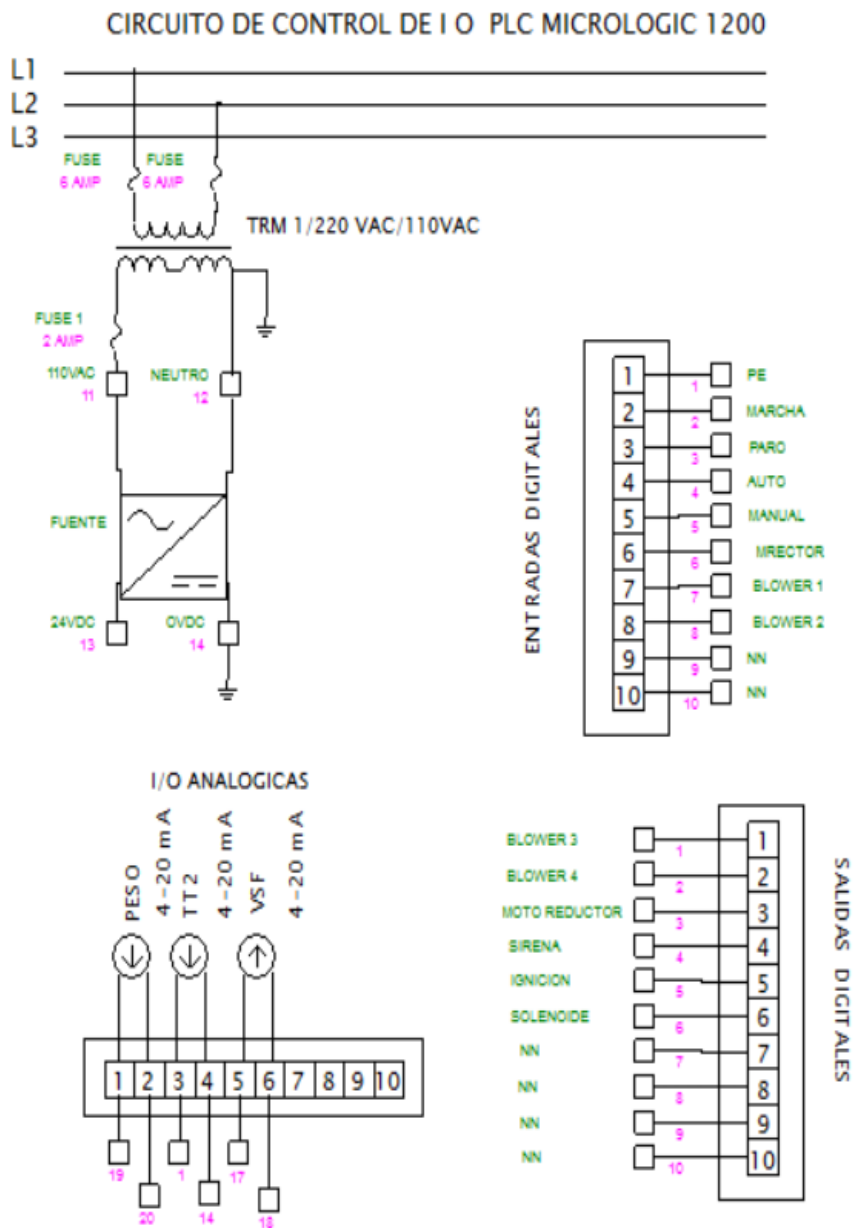 CIRCUITO DE CONTROL DE I O PLC MICROLOGIC 1200
L1
L2
L3
FUSE
6 AMP
FUSE
6 AMP
TRM 1/220 VAC/110VAC
FUSE 1
2 AMP
110VAC
11
NEUTRO
12
FUENTE
24VDC
13
OVDC
14
ENTRADAS DIGITALES
1 1 PE
2 2 MARCHA
3 3 PARO
4 4 AUTO
5 5 MANUAL
6 6 MRECTOR
7 7 BLOWER 1
8 8 BLOWER 2
9 9 NN
10 10 NN
I/O ANALOGICAS
PESO
4-20 mA
TT2
4-20 mA
VSF
4-20 mA
1 2 3 4 5 6 7 8 9 10
19
20
1
14
17
18
BLOWER 3 1 1
BLOWER 4 2 2
MOTO REDUCTOR 3 3
SIRENA 4 4
IGNICION 5 5
SOLENOIDE 6 6
NN 7 7
NN 8 8
NN 9 9
NN 10 10
SALIDAS DIGITALES